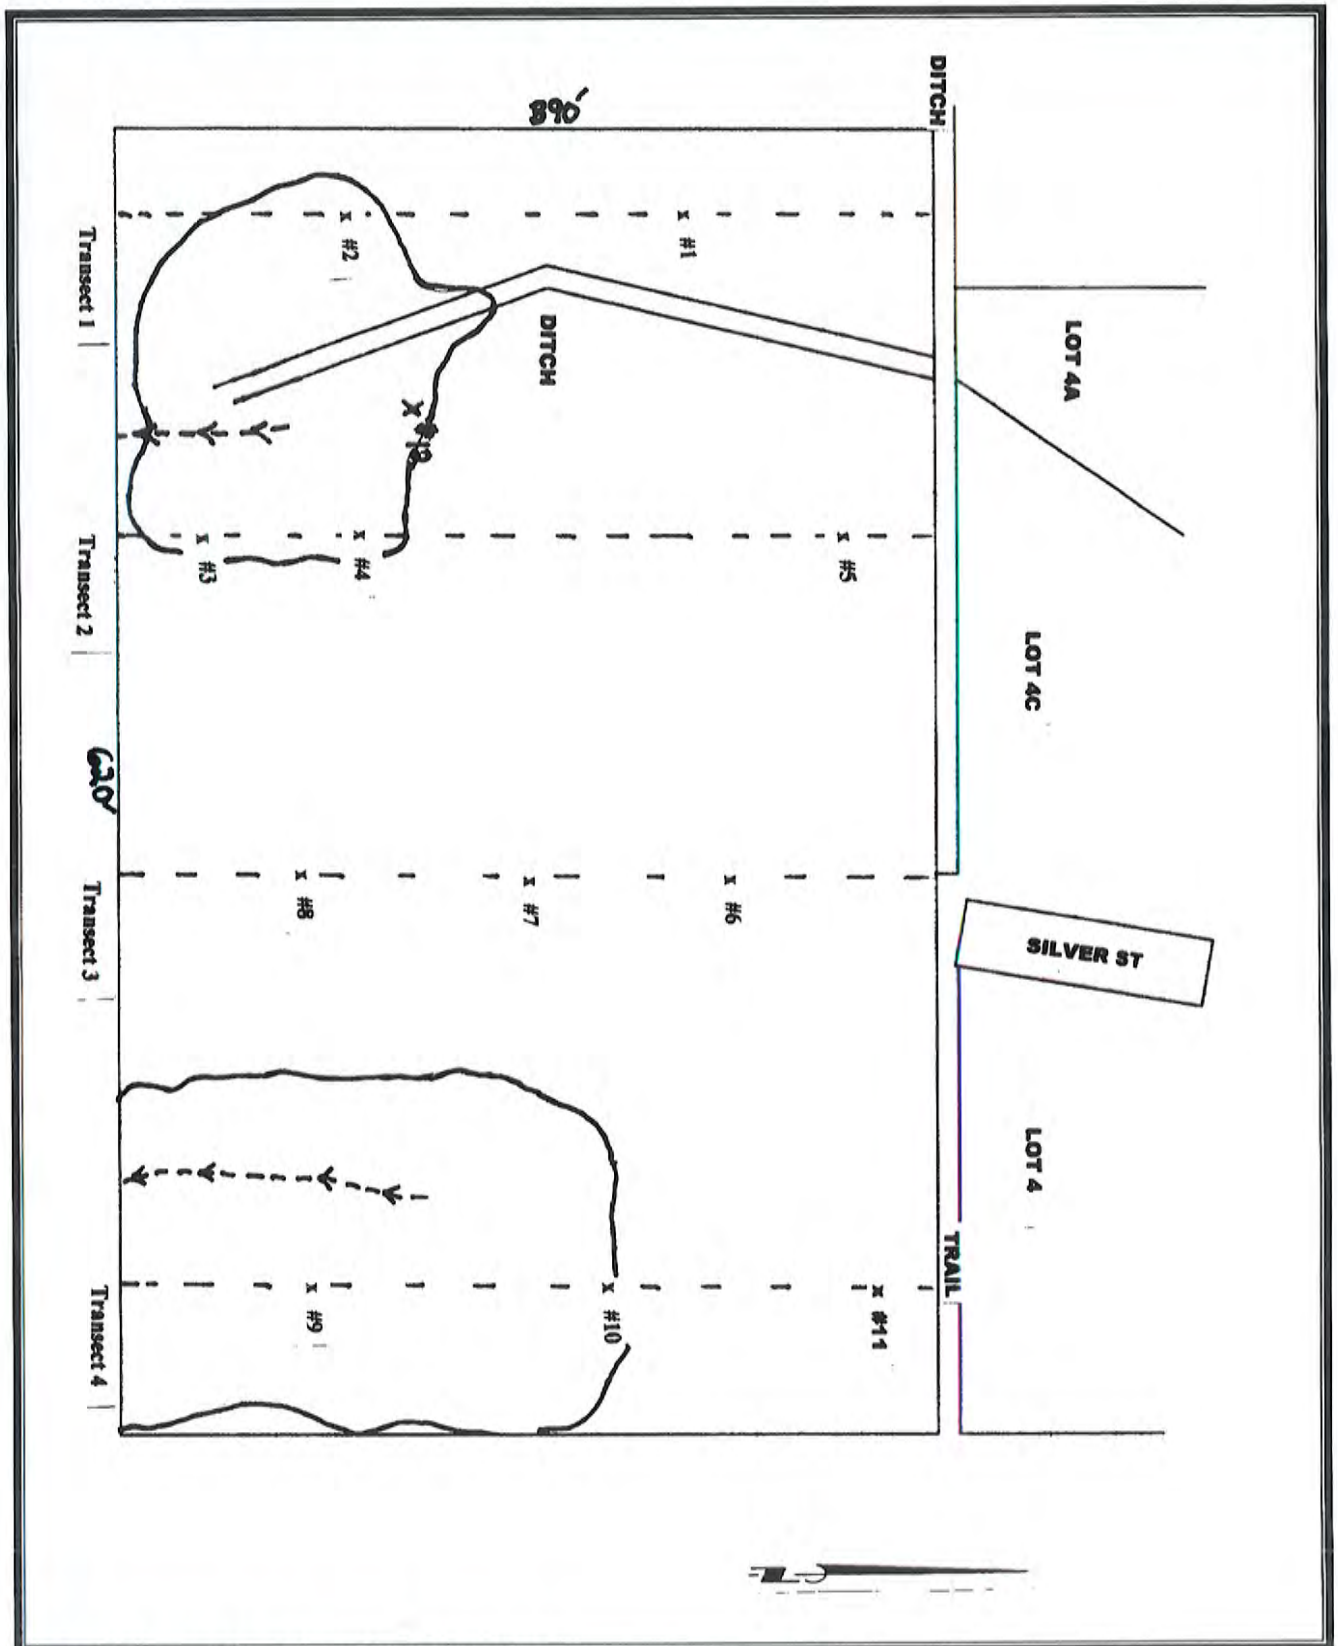 DITCH
890'
LOT 4A
x #1
x #2
DITCH
Transect 1
X #12
x #5
x #4
x #3
Transect 2
LOT 4C
620'
x #6
x #7
x #8
Transect 3
SILVER ST
LOT 4
TRAIL
x #11
x #10
x #9
Transect 4